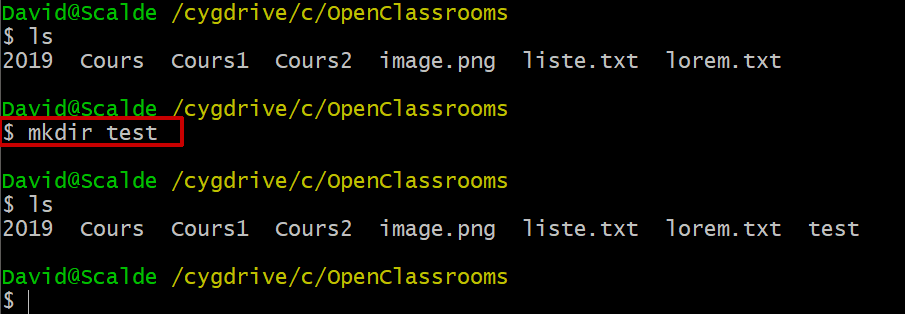 David@Scalde /cygdrive/c/OpenClassrooms
$ ls
2019  Cours  Cours1  Cours2  image.png  liste.txt  lorem.txt
David@Scalde /cygdrive/c/OpenClassrooms
$ mkdir test
David@Scalde /cygdrive/c/OpenClassrooms
$ ls
2019  Cours  Cours1  Cours2  image.png  liste.txt  lorem.txt  test
David@Scalde /cygdrive/c/OpenClassrooms
$